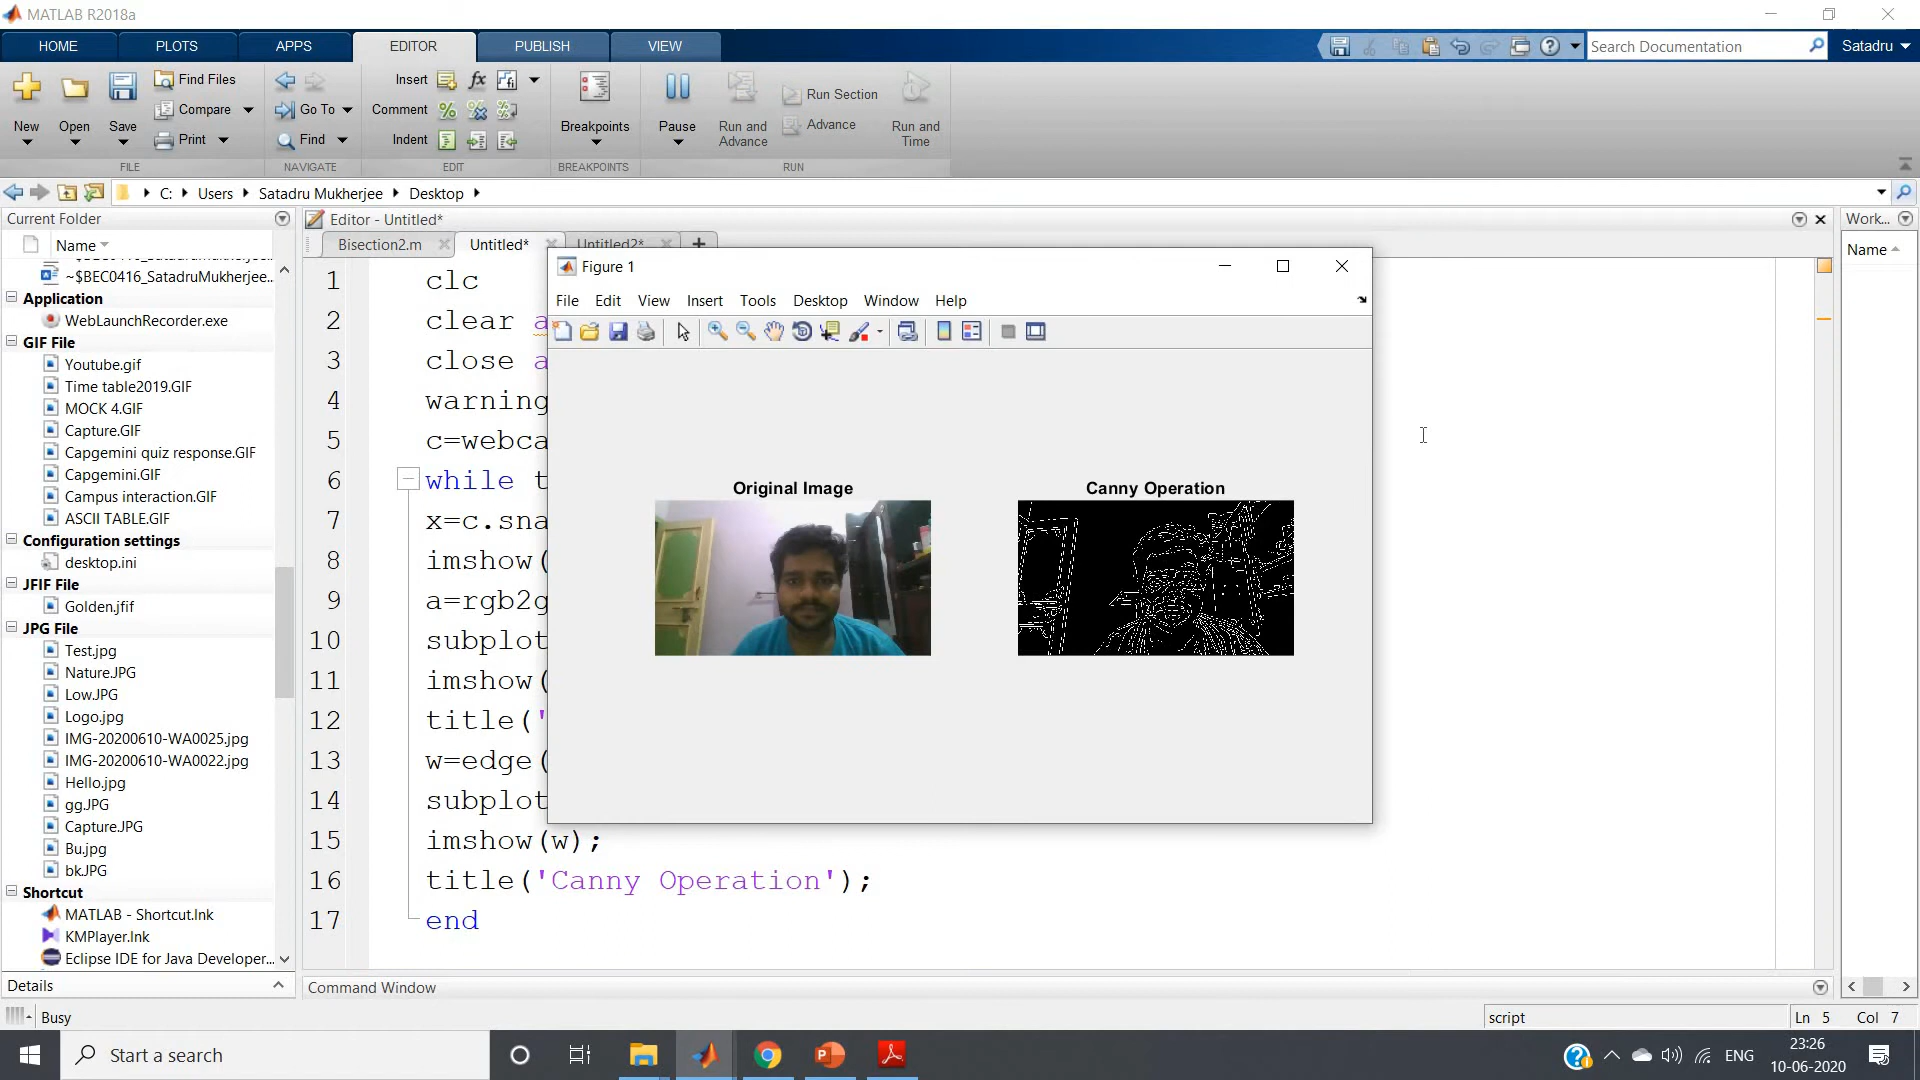 MATLAB R2018a
HOME PLOTS APPS EDITOR PUBLISH VIEW Search Documentation Satadru
New Open Save Find Files Compare Print Go To Find Insert Comment Indent fx Breakpoints Pause Run and Advance Run Section Advance Run and Time
FILE NAVIGATE EDIT BREAKPOINTS RUN
C: Users Satadru Mukherjee Desktop
Current Folder
Name
~$BEC0416_SatadruMukherjee...
Application
WebLaunchRecorder.exe
GIF File
Youtube.gif
Time table2019.GIF
MOCK 4.GIF
Capture.GIF
Capgemini quiz response.GIF
Capgemini.GIF
Campus interaction.GIF
ASCII TABLE.GIF
Configuration settings
desktop.ini
JFIF File
Golden.jfif
JPG File
Test.jpg
Nature.JPG
Low.JPG
Logo.jpg
IMG-20200610-WA0025.jpg
IMG-20200610-WA0022.jpg
Hello.jpg
gg.JPG
Capture.JPG
Bu.jpg
bk.JPG
Shortcut
MATLAB - Shortcut.lnk
KMPlayer.lnk
Eclipse IDE for Java Developer...
Details
Editor - Untitled*
Bisection2.m Untitled* Untitled2*
1 clc
2 clear a
3 close a
4 warning
5 c=webca
6 while t
7 x=c.sna
8 imshow(
9 a=rgb2g
10 subplot
11 imshow(
12 title('
13 w=edge(
14 subplot
15 imshow(w);
16 title('Canny Operation');
17 end
Figure 1
File Edit View Insert Tools Desktop Window Help
Original Image
Canny Operation
Work...
Name
Command Window
Busy
script
Ln 5 Col 7
Start a search
ENG
23:26
10-06-2020